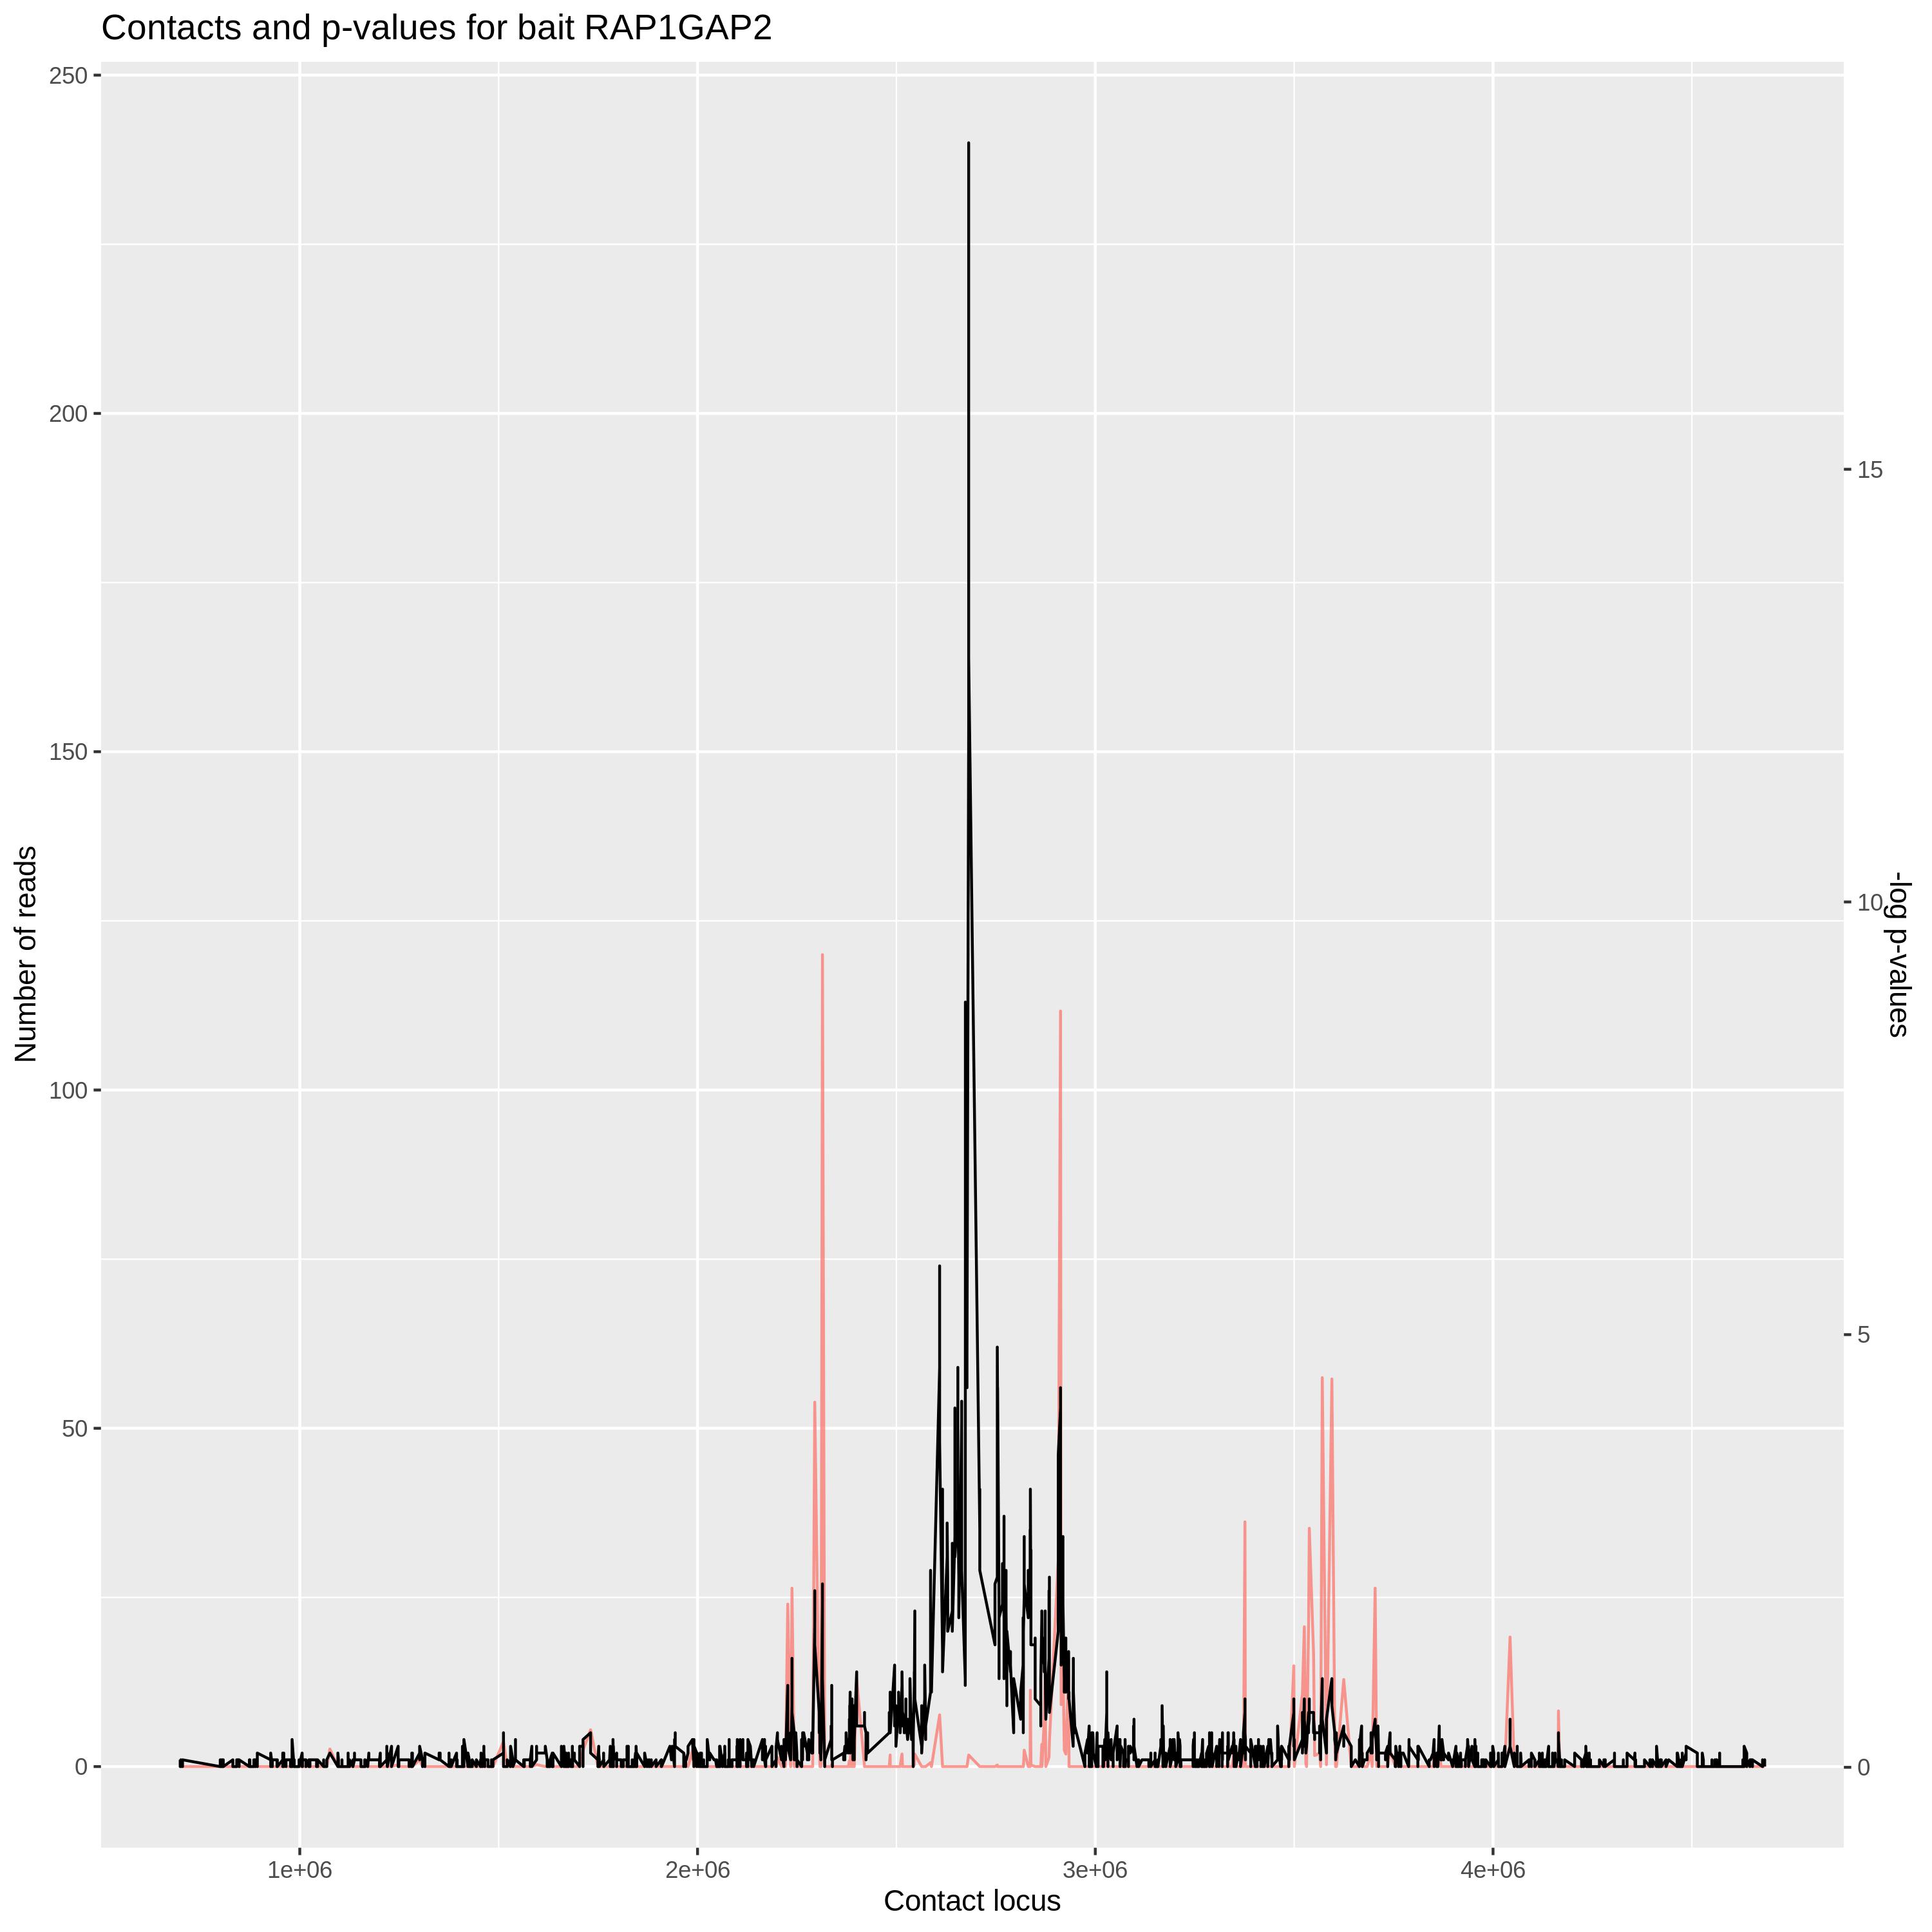 Contacts and p-values for bait RAP1GAP2
250
200
150
100
50
0
Number of reads
15
10
5
0
-log p-values
1e+06
2e+06
3e+06
4e+06
Contact locus